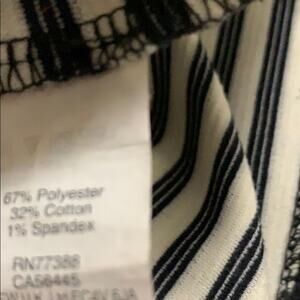 67% Polyester
32% Cotton
1% Spandex
RN77388
CA56445